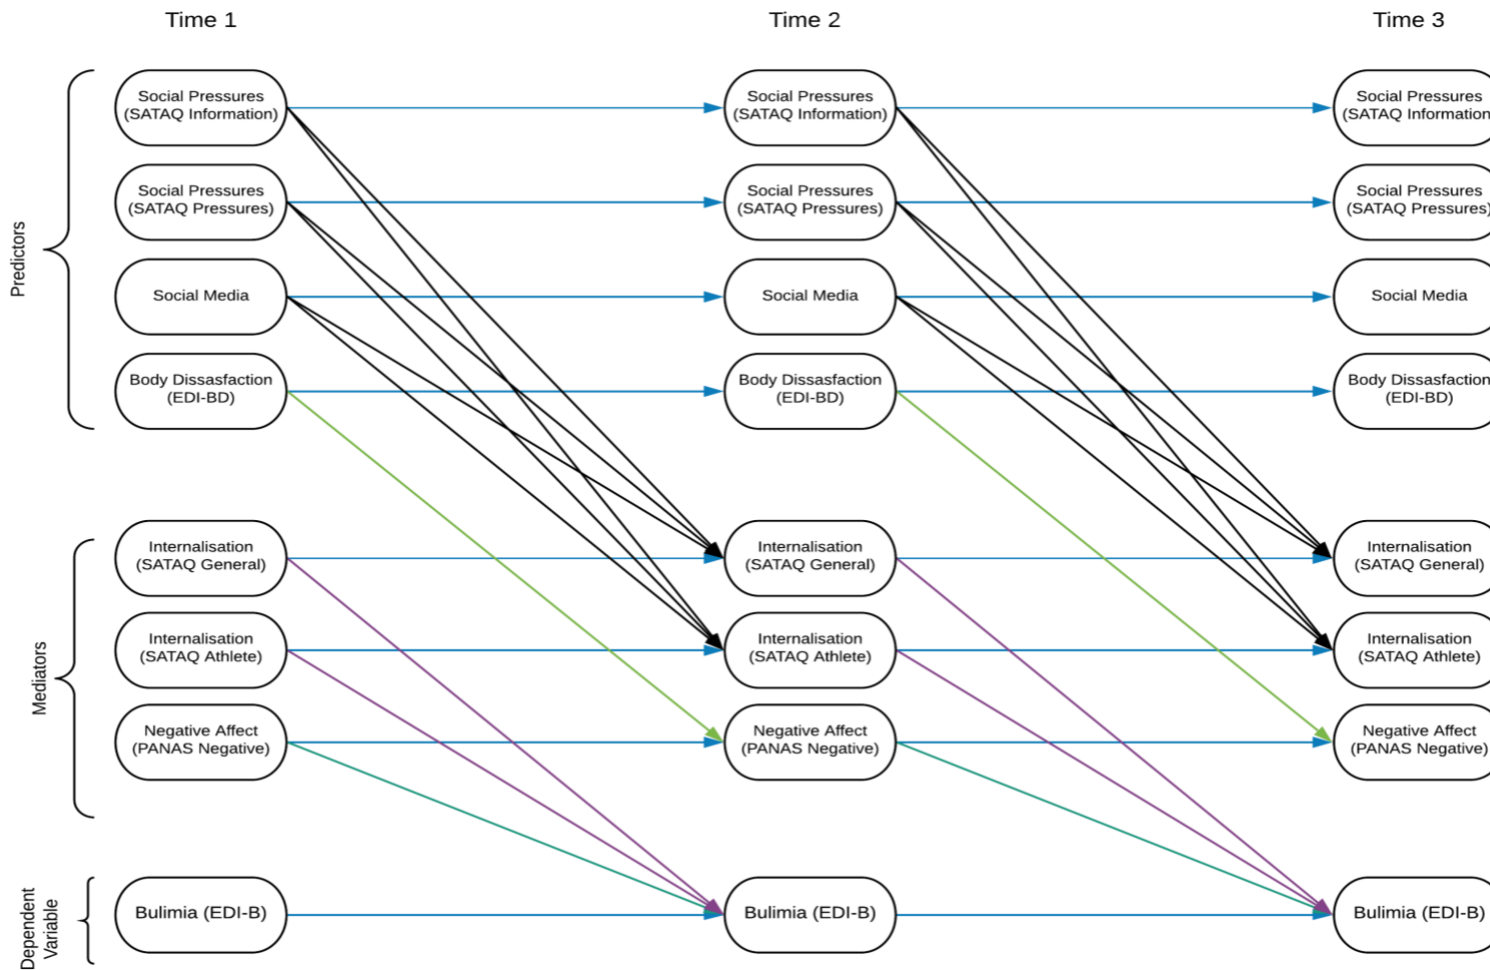 Time 1
Time 2
Time 3
Predictors
Social Pressures
(SATAQ Information)
Social Pressures
(SATAQ Information)
Social Pressures
(SATAQ Information
Social Pressures
(SATAQ Pressures)
Social Pressures
(SATAQ Pressures)
Social Pressures
(SATAQ Pressures)
Social Media
Social Media
Social Media
Body Dissasfaction
(EDI-BD)
Body Dissasfaction
(EDI-BD)
Body Dissasfaction
(EDI-BD)
Mediators
Internalisation
(SATAQ General)
Internalisation
(SATAQ General)
Internalisation
(SATAQ General)
Internalisation
(SATAQ Athlete)
Internalisation
(SATAQ Athlete)
Internalisation
(SATAQ Athlete)
Negative Affect
(PANAS Negative)
Negative Affect
(PANAS Negative)
Negative Affect
(PANAS Negative)
Dependent
Variable
Bulimia (EDI-B)
Bulimia (EDI-B)
Bulimia (EDI-B)